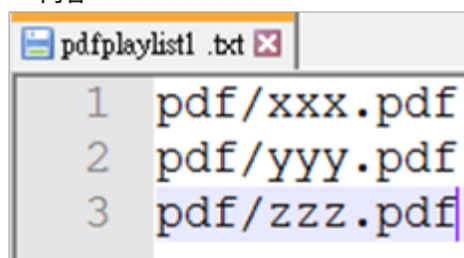 pdfplaylist1 .txt
1 pdf/xxx.pdf
2 pdf/yyy.pdf
3 pdf/zzz.pdf